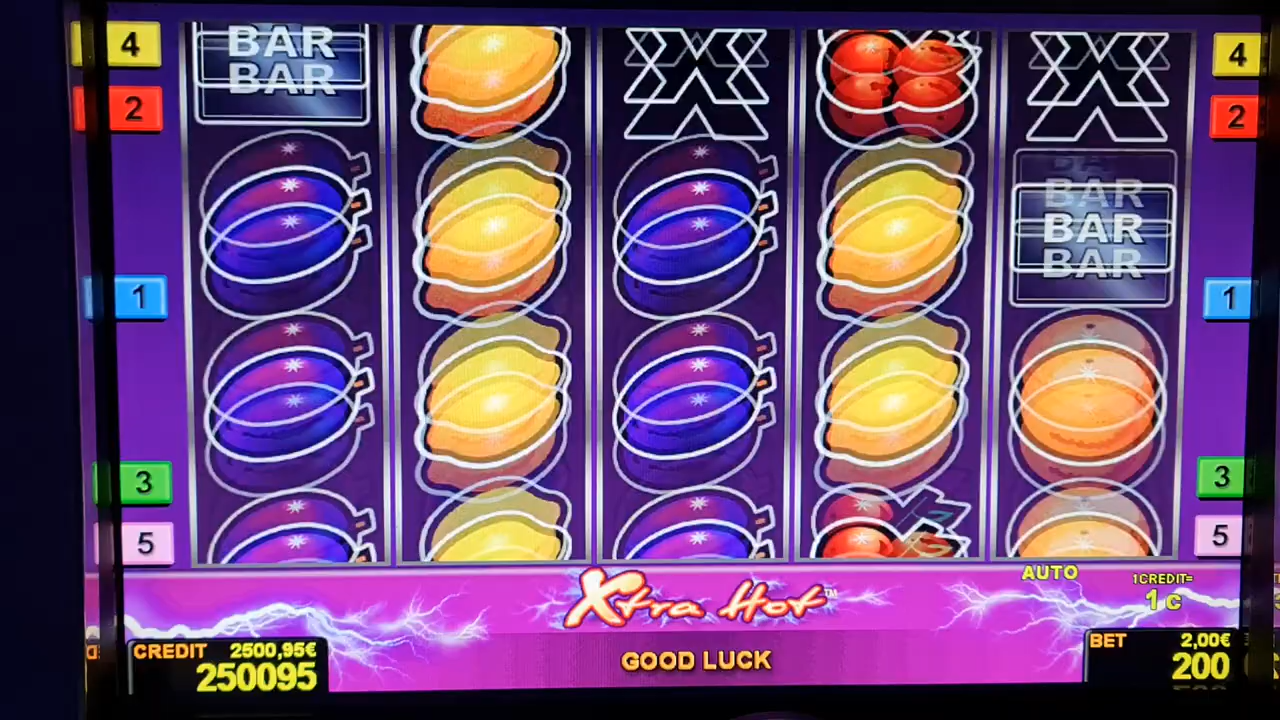 4
4
BAR
BAR
2
2
BAR
BAR
BAR
1
1
3
3
5
5
AUTO
1CREDIT=
1 ¢
Xtra Hot™
CREDIT 2500,95€
250095
GOOD LUCK
BET 2,00€
200